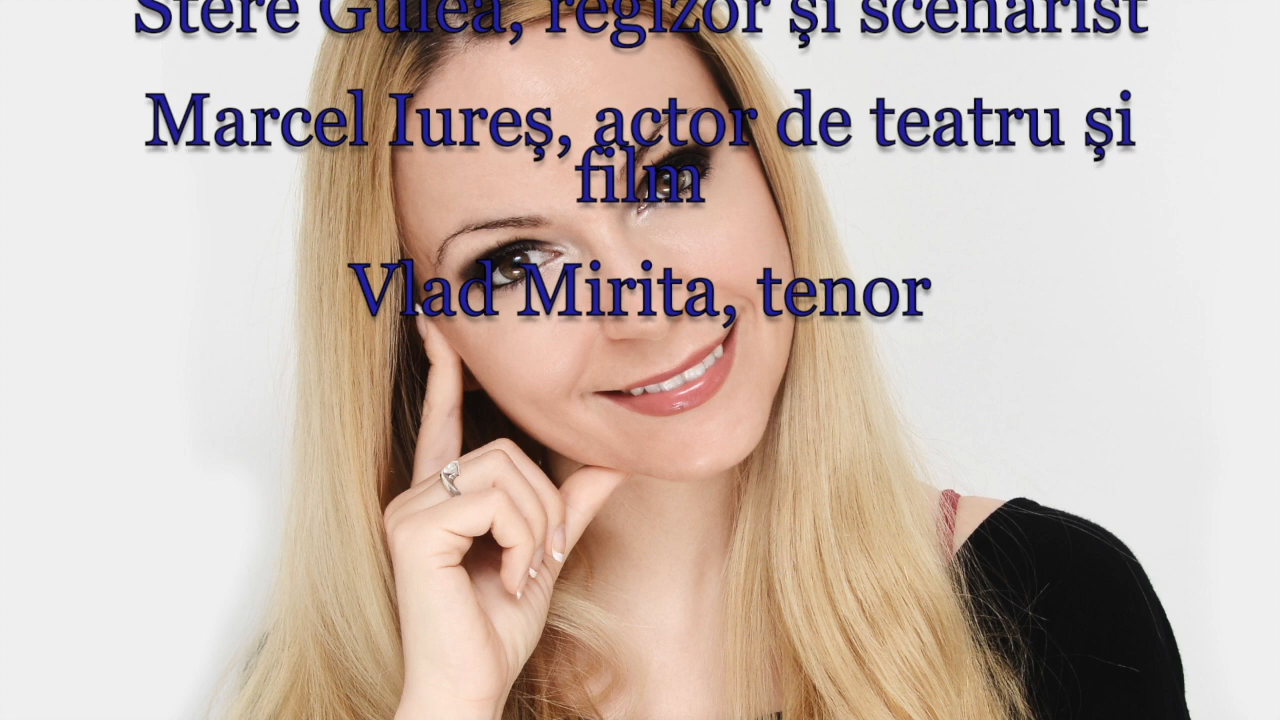 Stere Gulea, regizor și scenarist
Marcel Iureș, actor de teatru și
film
Vlad Mirita, tenor